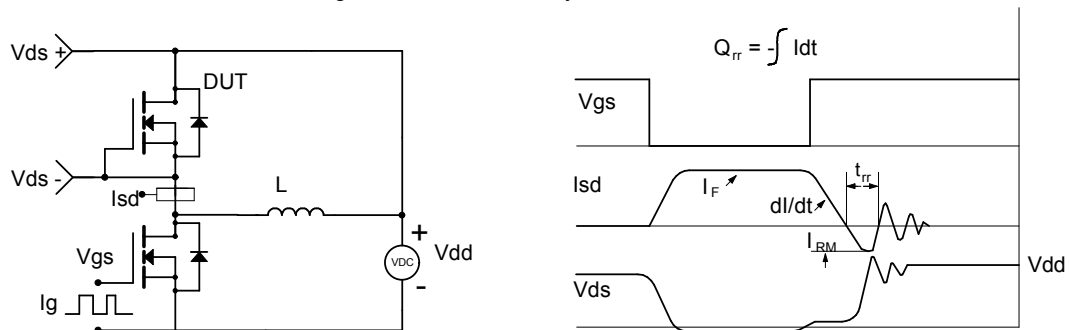 Vds +
DUT
Vds -
Isd
L
Vgs
Ig
+
VDC
-
Vdd
Qrr = -∫ Idt
Vgs
Isd
IF
dI/dt
trr
IRM
Vds
Vdd